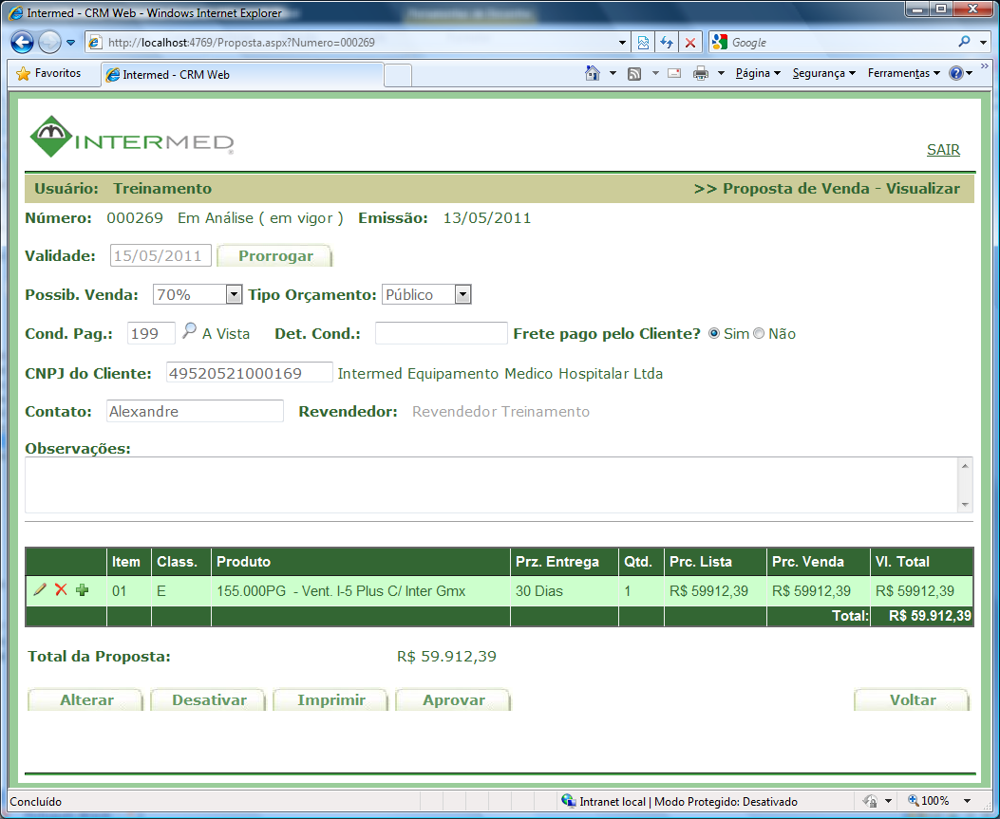 Intermed - CRM Web - Windows Internet Explorer
http://localhost:4769/Proposta.aspx?Numero=000269
Google
Favoritos Intermed - CRM Web Página Segurança Ferramentas
INTERMED
SAIR
Usuário: Treinamento >> Proposta de Venda - Visualizar
Número: 000269 Em Análise ( em vigor ) Emissão: 13/05/2011
Validade: 15/05/2011 Prorrogar
Possib. Venda: 70% Tipo Orçamento: Público
Cond. Pag.: 199 A Vista Det. Cond.: Frete pago pelo Cliente? Sim Não
CNPJ do Cliente: 49520521000169 Intermed Equipamento Medico Hospitalar Ltda
Contato: Alexandre Revendedor: Revendedor Treinamento
Observações:
Item Class. Produto Prz. Entrega Qtd. Prc. Lista Prc. Venda Vl. Total
01 E 155.000PG - Vent. I-5 Plus C/ Inter Gmx 30 Dias 1 R$ 59912,39 R$ 59912,39 R$ 59912,39
Total: R$ 59.912,39
Total da Proposta: R$ 59.912,39
Alterar Desativar Imprimir Aprovar Voltar
Concluído Intranet local | Modo Protegido: Desativado 100%